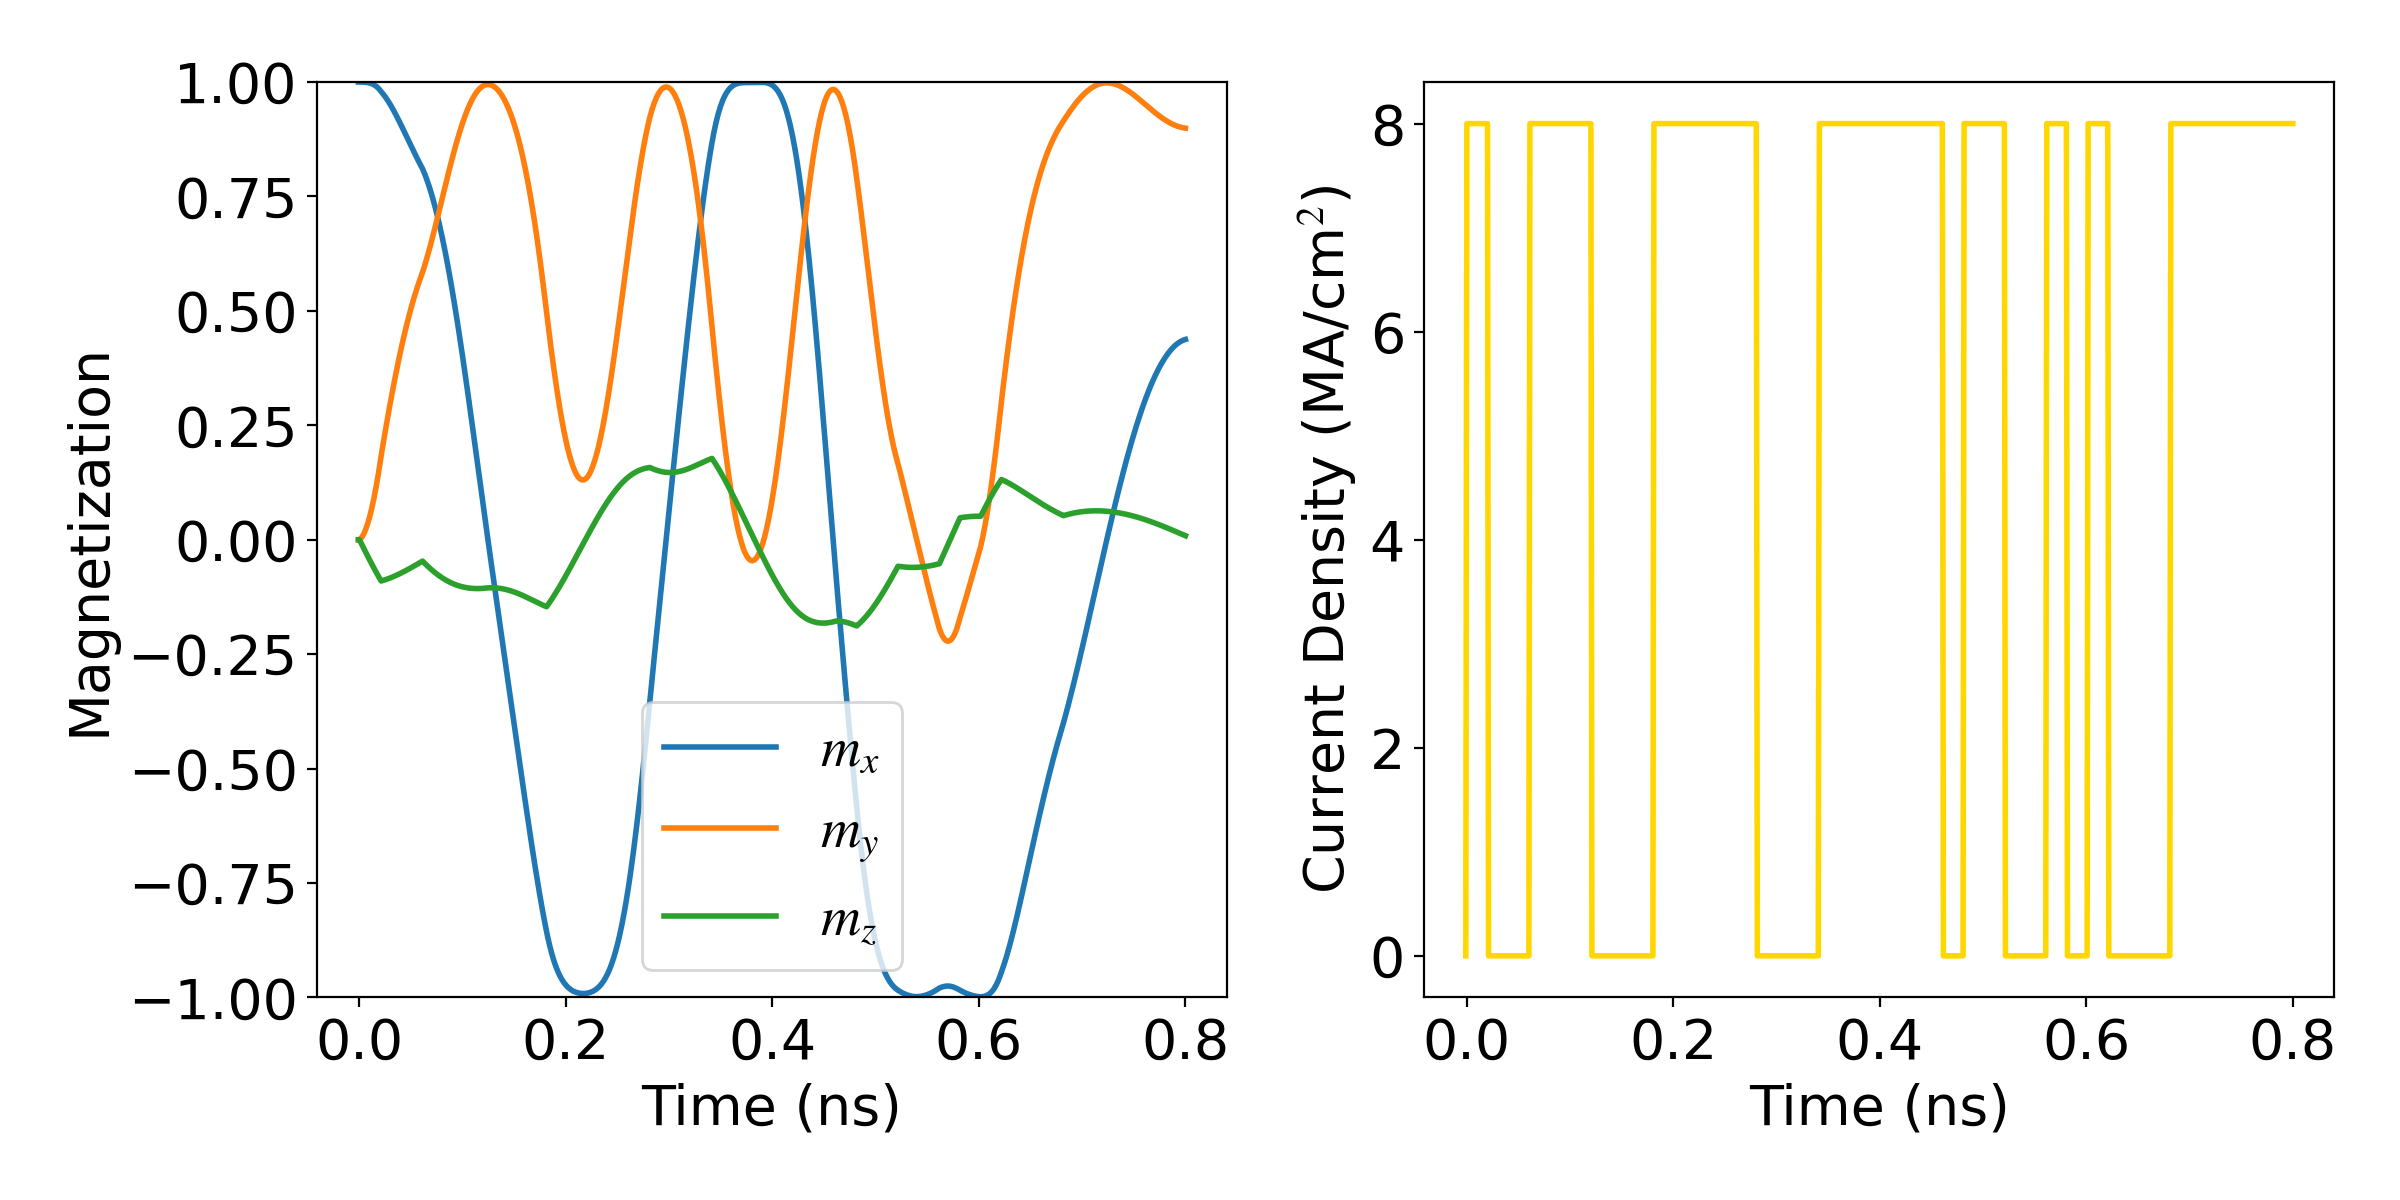 Magnetization
1.00
0.75
0.50
0.25
0.00
−0.25
−0.50
−0.75
−1.00
0.0 0.2 0.4 0.6 0.8
Time (ns)
m_x
m_y
m_z
Current Density (MA/cm²)
8
6
4
2
0
0.0 0.2 0.4 0.6 0.8
Time (ns)